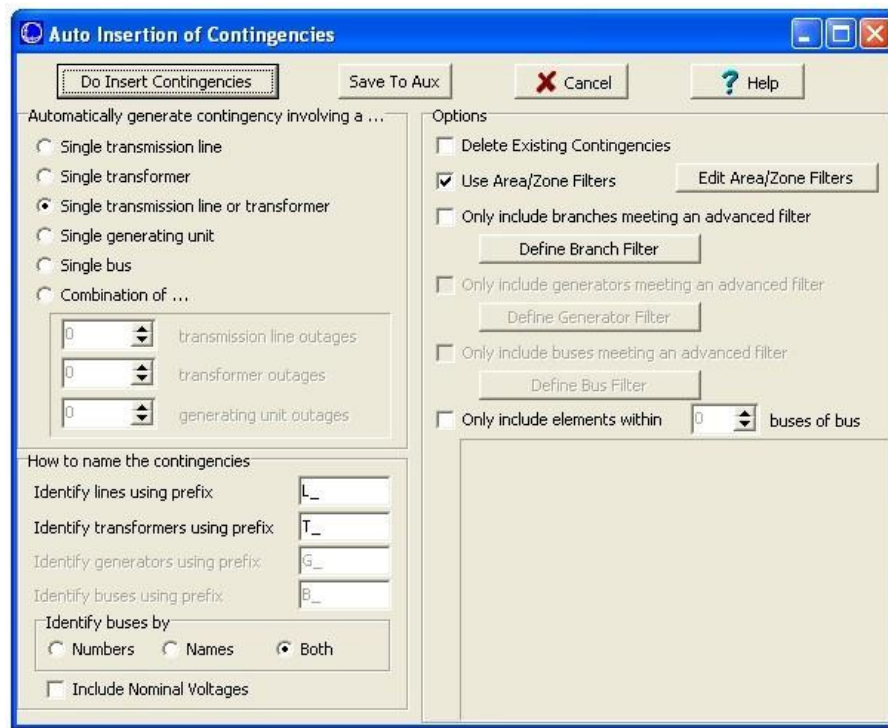 Auto Insertion of Contingencies
Do Insert Contingencies
Save To Aux
Cancel
? Help
Automatically generate contingency involving a ...
Single transmission line
Single transformer
Single transmission line or transformer
Single generating unit
Single bus
Combination of ...
0 transmission line outages
0 transformer outages
0 generating unit outages
How to name the contingencies
Identify lines using prefix L_
Identify transformers using prefix T_
Identify generators using prefix G_
Identify buses using prefix B_
Identify buses by
Numbers Names Both
Include Nominal Voltages
Options
Delete Existing Contingencies
Use Area/Zone Filters Edit Area/Zone Filters
Only include branches meeting an advanced filter
Define Branch Filter
Only include generators meeting an advanced filter
Define Generator Filter
Only include buses meeting an advanced filter
Define Bus Filter
Only include elements within 0 buses of bus